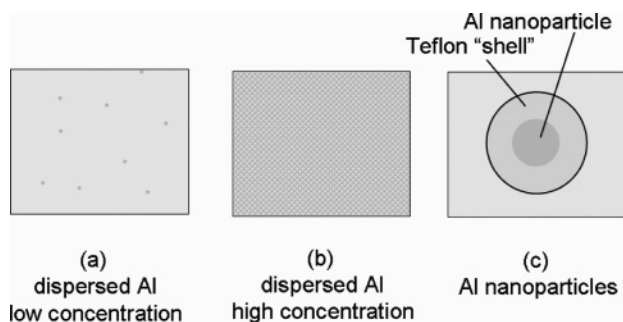 Al nanoparticle
Teflon “shell”
(a)
dispersed Al
low concentration
(b)
dispersed Al
high concentration
(c)
Al nanoparticles